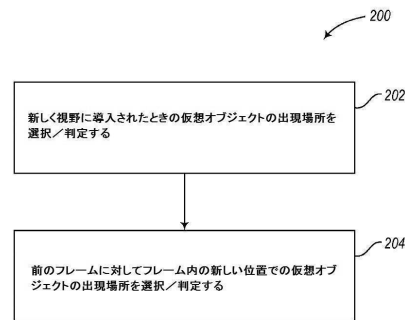 200
202
新しく視野に導入されたときの仮想オブジェクトの出現場所を
選択／判定する
204
前のフレームに対してフレーム内の新しい位置での仮想オブ
ジェクトの出現場所を選択／判定する